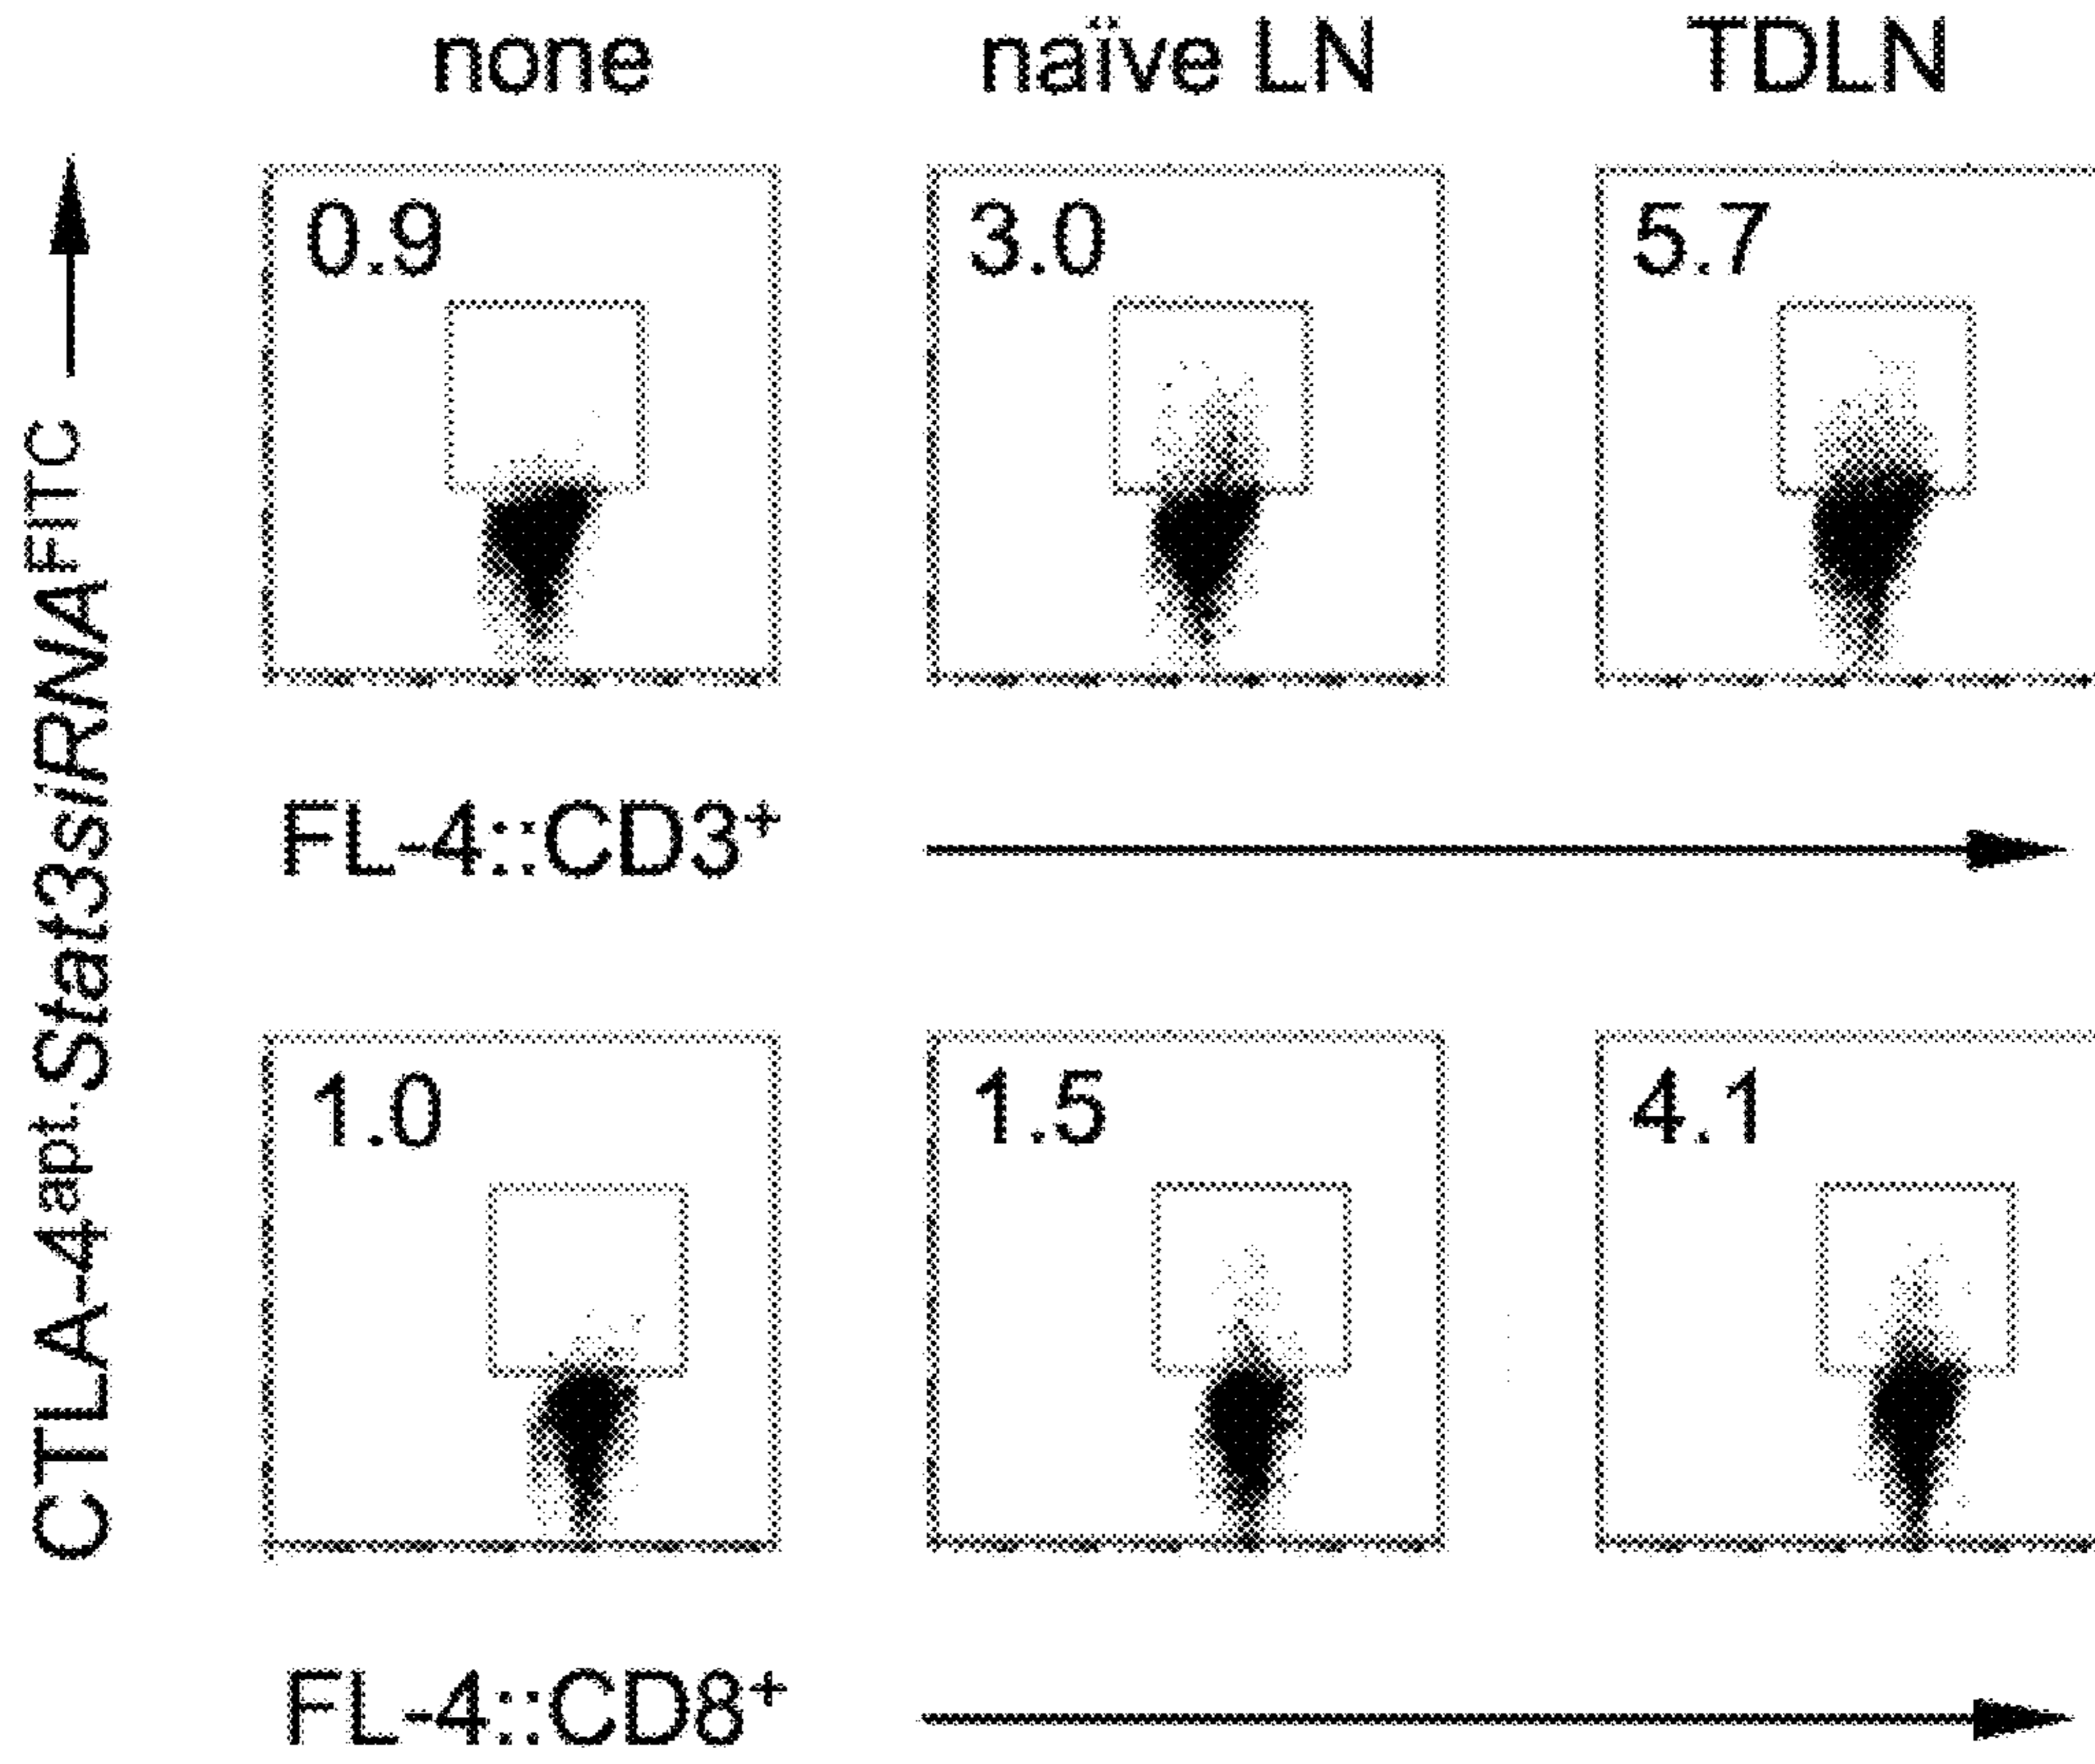 none naïve LN TDLN
CTLA-4apt.Stat3siRNAFITC
0.9 3.0 5.7
FL-4::CD3+
1.0 1.5 4.1
FL-4::CD8+